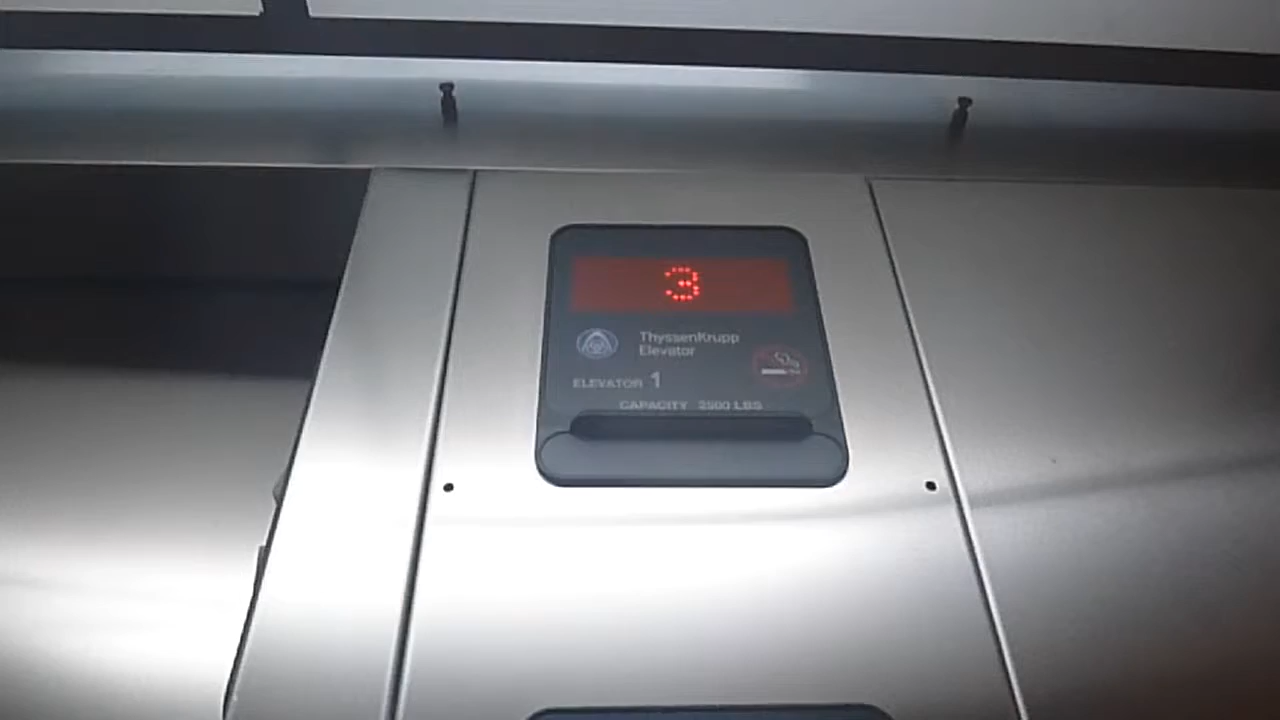 3
ThyssenKrupp
Elevator
ELEVATOR 1
CAPACITY 2500 LBS